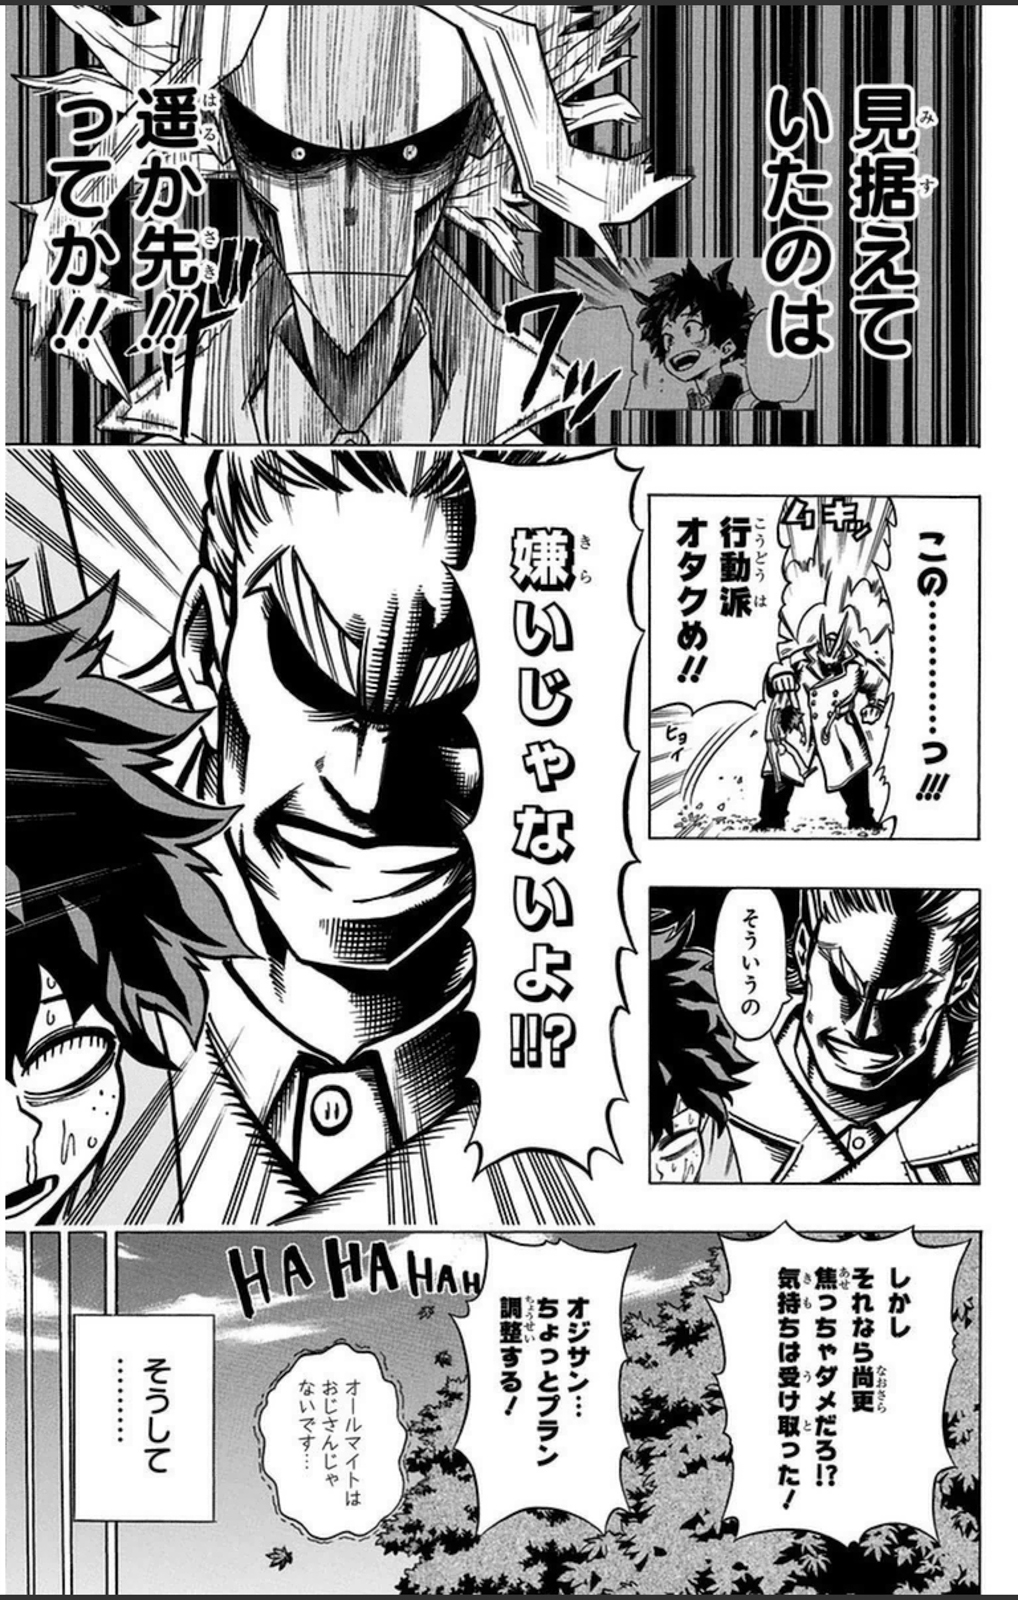 見据えて
いたのは
遥か先!!!
ってか!!
ワッ
この…………っ!!!
行動派
オタクめ!!
ムキッ
ヒョイ
そういうの
嫌いじゃないよ!!!?
しかし
それなら尚更
焦っちゃダメだろ!?
気持ちは受け取った!
オジサン…
ちょっとプラン
調整する!
HA HA HAH
オールマイトは
おじさんじゃ
ないです…
そうして
………